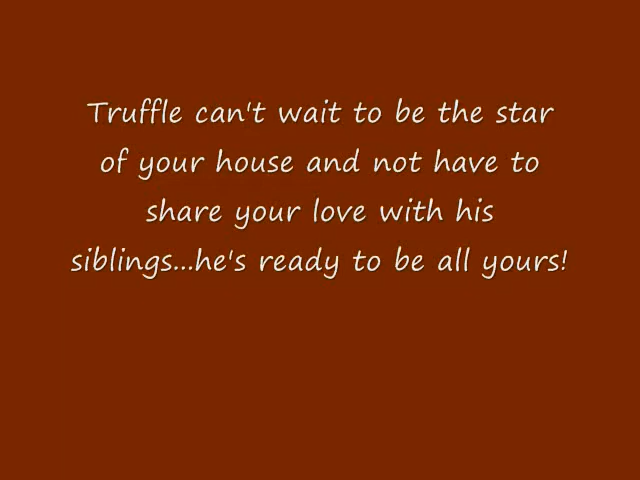 Truffle can't wait to be the star
of your house and not have to
share your love with his
siblings...he's ready to be all yours!